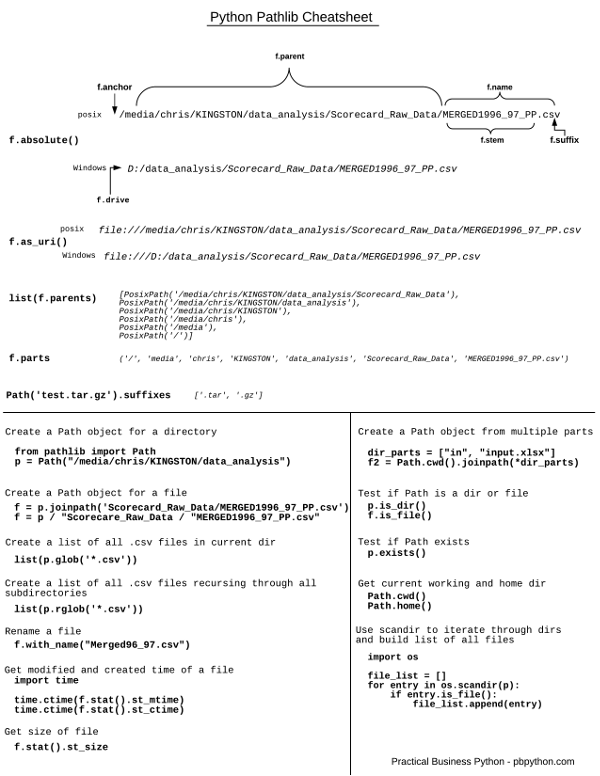 Python Pathlib Cheatsheet
f.parent
f.anchor
f.name
posix /media/chris/KINGSTON/data_analysis/Scorecard_Raw_Data/MERGED1996_97_PP.csv
f.absolute()
f.stem
f.suffix
Windows D:/data_analysis/Scorecard_Raw_Data/MERGED1996_97_PP.csv
f.drive
posix file:///media/chris/KINGSTON/data_analysis/Scorecard_Raw_Data/MERGED1996_97_PP.csv
f.as_uri()
Windows file:///D:/data_analysis/Scorecard_Raw_Data/MERGED1996_97_PP.csv
list(f.parents) [PosixPath('/media/chris/KINGSTON/data_analysis/Scorecard_Raw_Data'),
PosixPath('/media/chris/KINGSTON/data_analysis'),
PosixPath('/media/chris/KINGSTON'),
PosixPath('/media/chris'),
PosixPath('/media'),
PosixPath('/')]
f.parts ('/', 'media', 'chris', 'KINGSTON', 'data_analysis', 'Scorecard_Raw_Data', 'MERGED1996_97_PP.csv')
Path('test.tar.gz').suffixes ['.tar', '.gz']
Create a Path object for a directory
from pathlib import Path
p = Path("/media/chris/KINGSTON/data_analysis")
Create a Path object for a file
f = p.joinpath('Scorecard_Raw_Data/MERGED1996_97_PP.csv')
f = p / "Scorecare_Raw_Data / "MERGED1996_97_PP.csv"
Create a list of all .csv files in current dir
list(p.glob('*.csv'))
Create a list of all .csv files recursing through all
subdirectories
list(p.rglob('*.csv'))
Rename a file
f.with_name("Merged96_97.csv")
Get modified and created time of a file
import time
time.ctime(f.stat().st_mtime)
time.ctime(f.stat().st_ctime)
Get size of file
f.stat().st_size
Create a Path object from multiple parts
dir_parts = ["in", "input.xlsx"]
f2 = Path.cwd().joinpath(*dir_parts)
Test if Path is a dir or file
p.is_dir()
f.is_file()
Test if Path exists
p.exists()
Get current working and home dir
Path.cwd()
Path.home()
Use scandir to iterate through dirs
and build list of all files
import os
file_list = []
for entry in os.scandir(p):
if entry.is_file():
file_list.append(entry)
Practical Business Python - pbpython.com